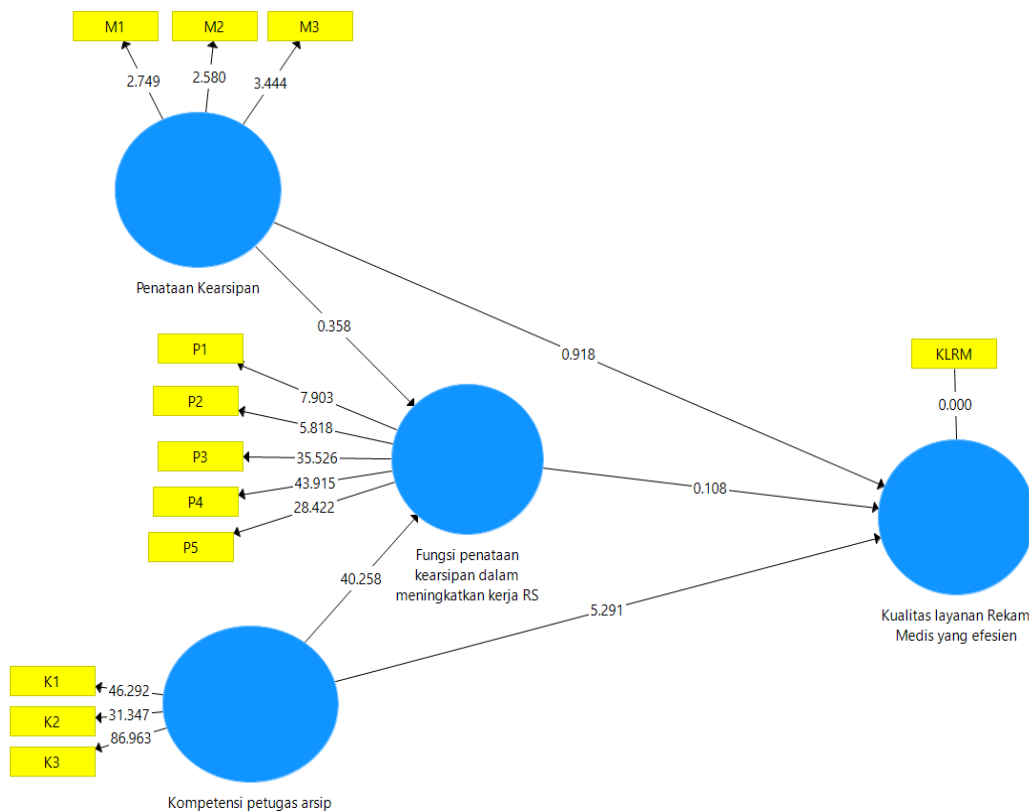 M1
M2
M3
2.749
2.580
3.444
Penataan Kearsipan
0.358
0.918
P1
P2
P3
P4
P5
7.903
5.818
35.526
43.915
28.422
Fungsi penataan
kearsipan dalam
meningkatkan kerja RS
0.108
KLRM
0.000
Kualitas layanan Rekam
Medis yang efesien
40.258
5.291
K1
K2
K3
46.292
31.347
86.963
Kompetensi petugas arsip